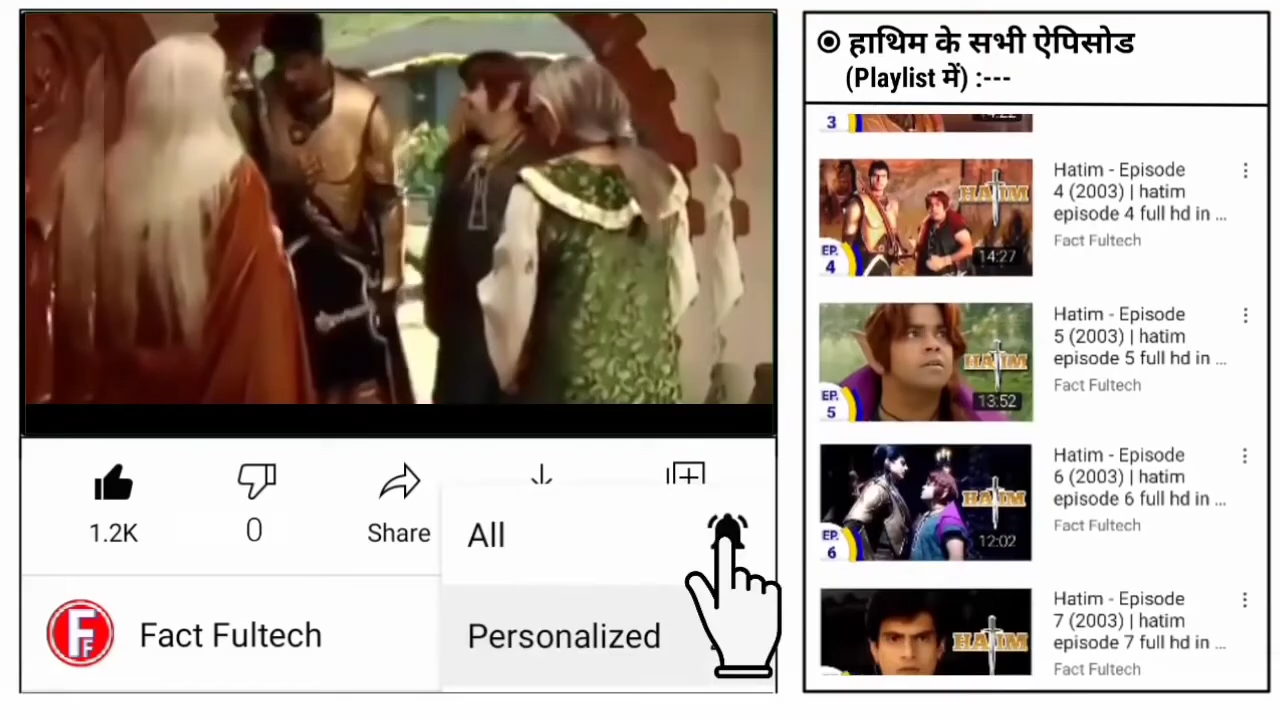 हाथिम के सभी ऐपिसोड
(Playlist में) :---
3
14:22
HATIM
EP.
4
14:27
Hatim - Episode
4 (2003) | hatim
episode 4 full hd in ...
Fact Fultech
HATIM
EP.
5
13:52
Hatim - Episode
5 (2003) | hatim
episode 5 full hd in ...
Fact Fultech
HATIM
EP.
6
12:02
Hatim - Episode
6 (2003) | hatim
episode 6 full hd in ...
Fact Fultech
HATIM
Hatim - Episode
7 (2003) | hatim
episode 7 full hd in ...
Fact Fultech
1.2K
0
Share
All
Personalized
FF
Fact Fultech